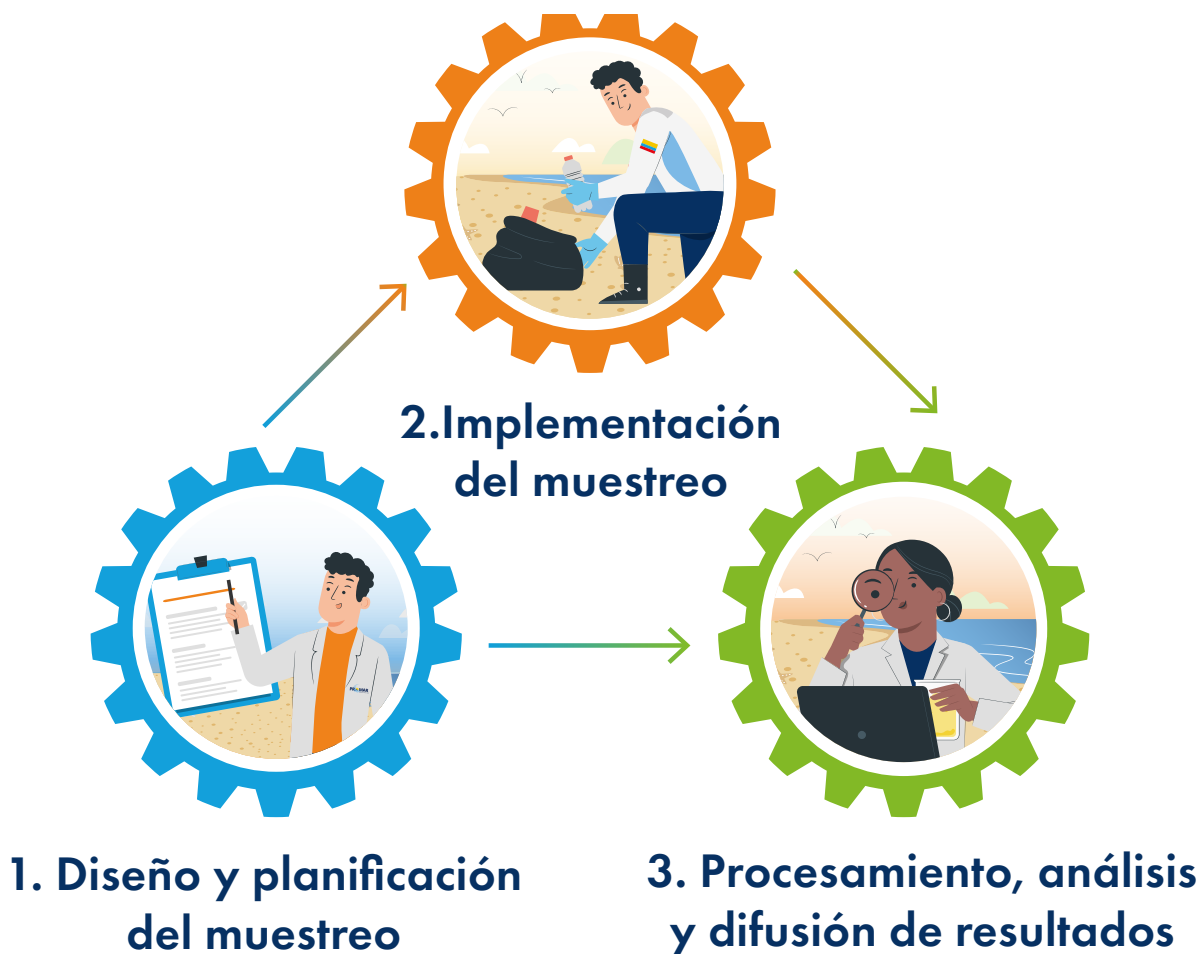 2.Implementación
del muestreo
1. Diseño y planificación
del muestreo
3. Procesamiento, análisis
y difusión de resultados